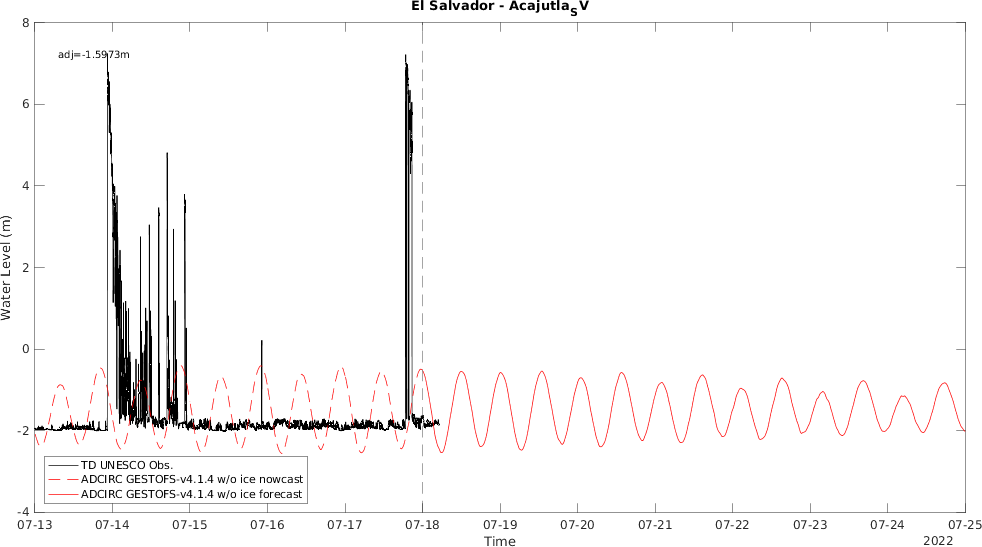 El Salvador - Acajutla_SV
adj=-1.5973m
8
6
4
2
0
-2
-4
Water Level (m)
TD UNESCO Obs.
ADCIRC GESTOFS-v4.1.4 w/o ice nowcast
ADCIRC GESTOFS-v4.1.4 w/o ice forecast
07-13 07-14 07-15 07-16 07-17 07-18 07-19 07-20 07-21 07-22 07-23 07-24 07-25
Time
2022